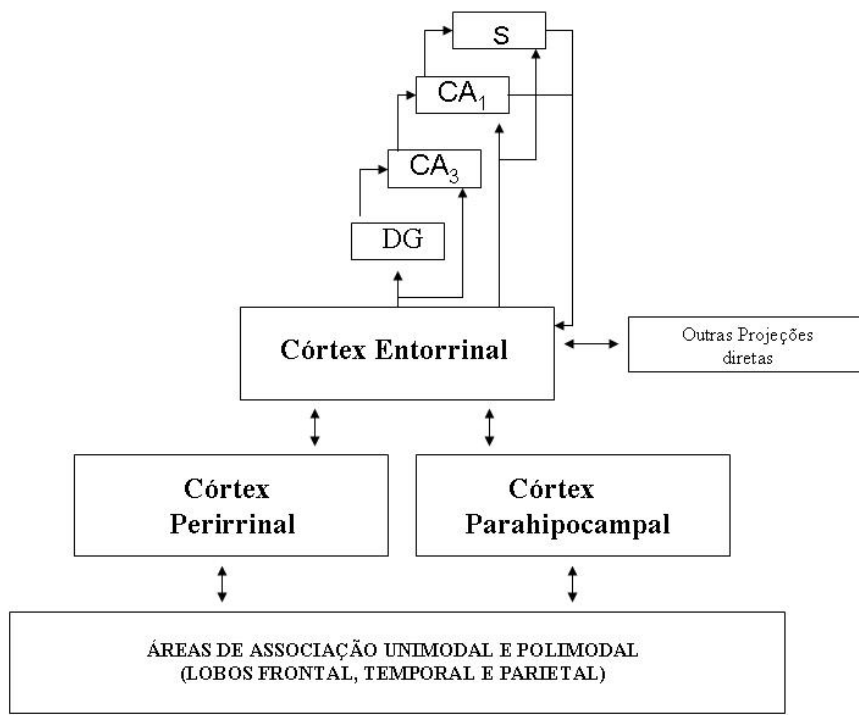 S
CA₁
CA₃
DG
Córtex Entorrinal
Outras Projeções
diretas
Córtex
Perirrinal
Córtex
Parahipocampal
ÁREAS DE ASSOCIAÇÃO UNIMODAL E POLIMODAL
(LOBOS FRONTAL, TEMPORAL E PARIETAL)